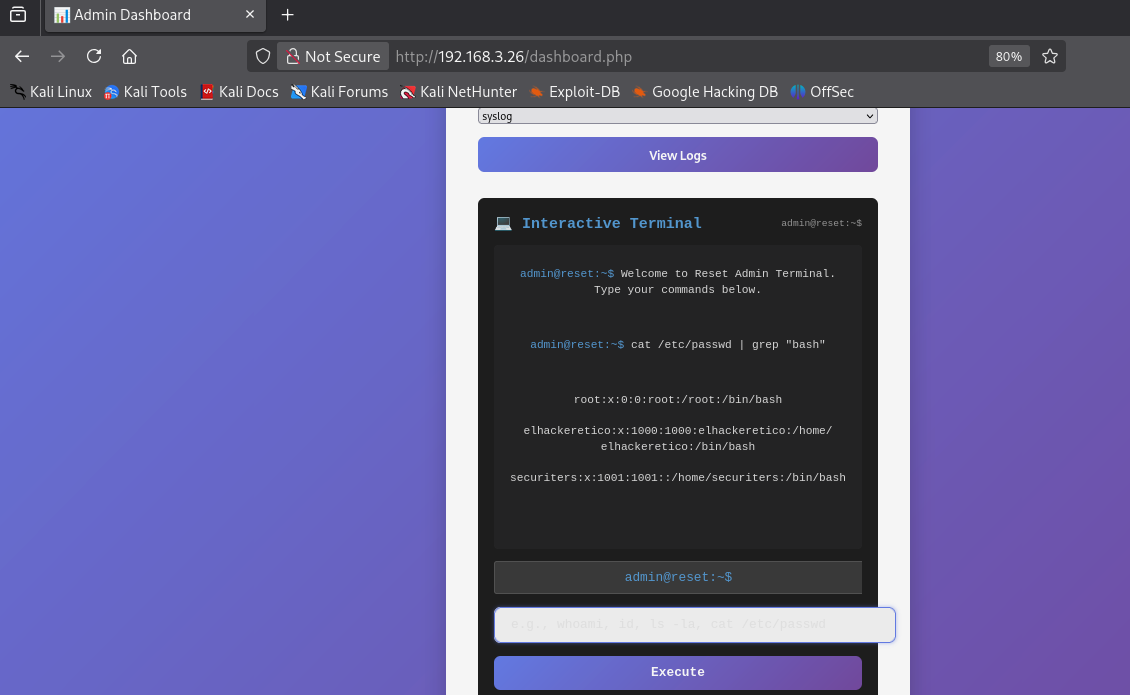 Admin Dashboard
Not Secure http://192.168.3.26/dashboard.php 80%
Kali Linux Kali Tools Kali Docs Kali Forums Kali NetHunter Exploit-DB Google Hacking DB OffSec
syslog
View Logs
Interactive Terminal admin@reset:~$
admin@reset:~$ Welcome to Reset Admin Terminal.
Type your commands below.
admin@reset:~$ cat /etc/passwd | grep "bash"
root:x:0:0:root:/root:/bin/bash
elhackeretico:x:1000:1000:elhackeretico:/home/
elhackeretico:/bin/bash
securiters:x:1001:1001::/home/securiters:/bin/bash
admin@reset:~$
e.g., whoami, id, ls -la, cat /etc/passwd
Execute